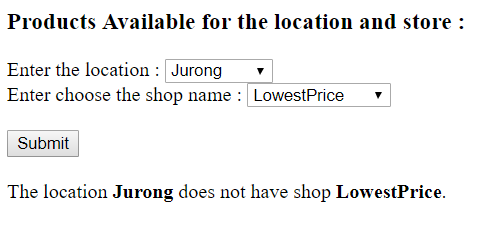 Products Available for the location and store :
Enter the location : Jurong
Enter choose the shop name : LowestPrice
Submit
The location Jurong does not have shop LowestPrice.